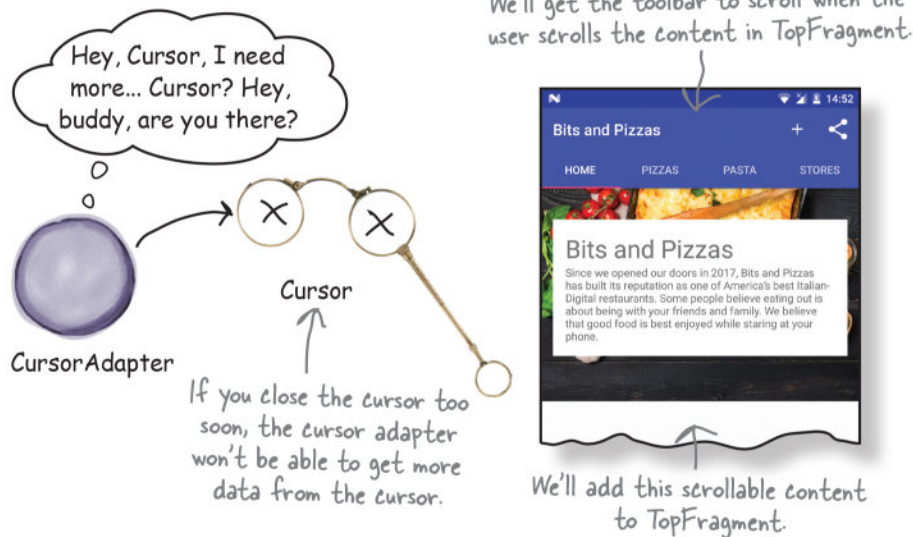 Hey, Cursor, I need
more... Cursor? Hey,
buddy, are you there?
CursorAdapter
X
X
Cursor
If you close the cursor too
soon, the cursor adapter
won't be able to get more
data from the cursor.
We'll get the toolbar to scroll when the
user scrolls the content in TopFragment.
14:52
Bits and Pizzas
+
HOME
PIZZAS
PASTA
STORES
Bits and Pizzas
Since we opened our doors in 2017, Bits and Pizzas
has built its reputation as one of America's best Italian-
Digital restaurants. Some people believe eating out is
about being with your friends and family. We believe
that good food is best enjoyed while staring at your
phone.
We'll add this scrollable content
to TopFragment.